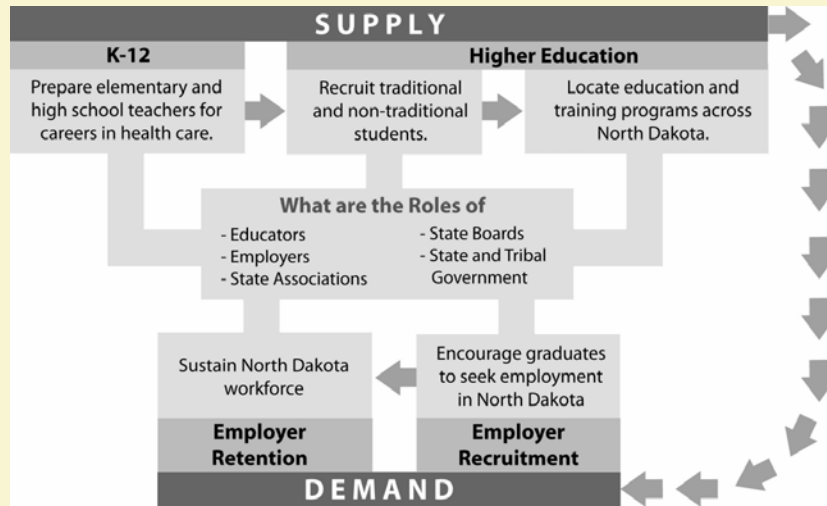 SUPPLY
K-12
Higher Education
Prepare elementary and
high school teachers for
careers in health care.
Recruit traditional
and non-traditional
students.
Locate education and
training programs across
North Dakota.
What are the Roles of
- Educators
- Employers
- State Associations
- State Boards
- State and Tribal
Government
Sustain North Dakota
workforce
Encourage graduates
to seek employment
in North Dakota
Employer
Retention
Employer
Recruitment
DEMAND